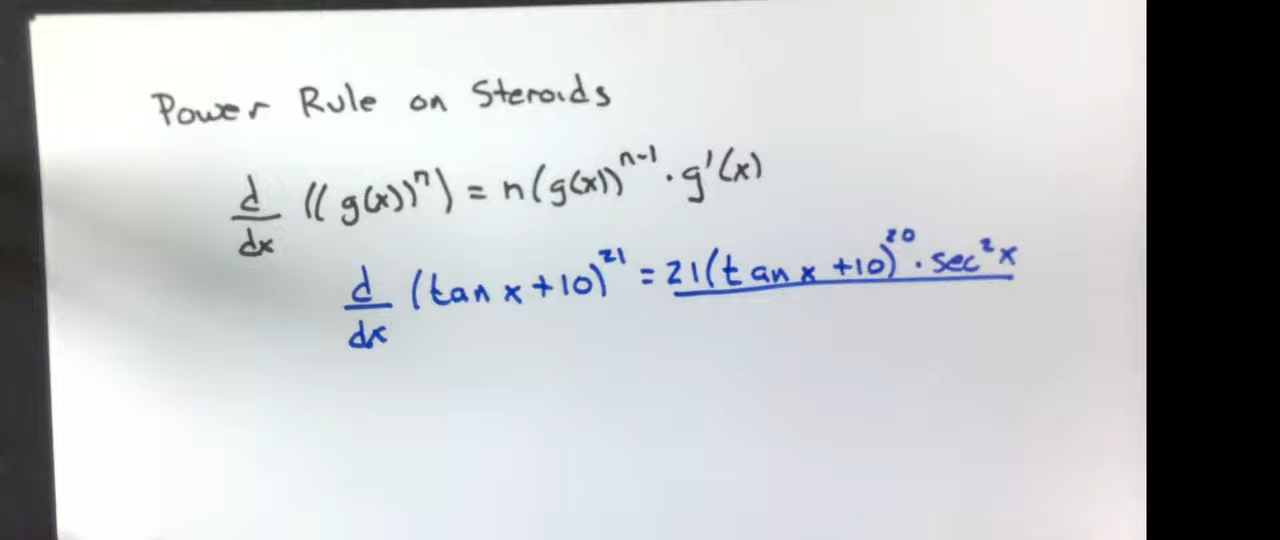 Power Rule on Steroids
d/dx ((g(x))^n) = n(g(x))^{n-1} · g'(x)
d/dx (tan x + 10)^{21} = 21(tan x + 10)^{20} · sec^2 x